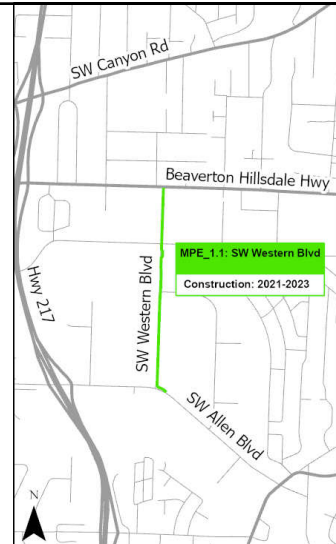 SW Canyon Rd
Beaverton Hillsdale Hwy
MPE_1.1: SW Western Blvd
Construction: 2021-2023
Hwy 217
SW Western Blvd
SW Allen Blvd
N